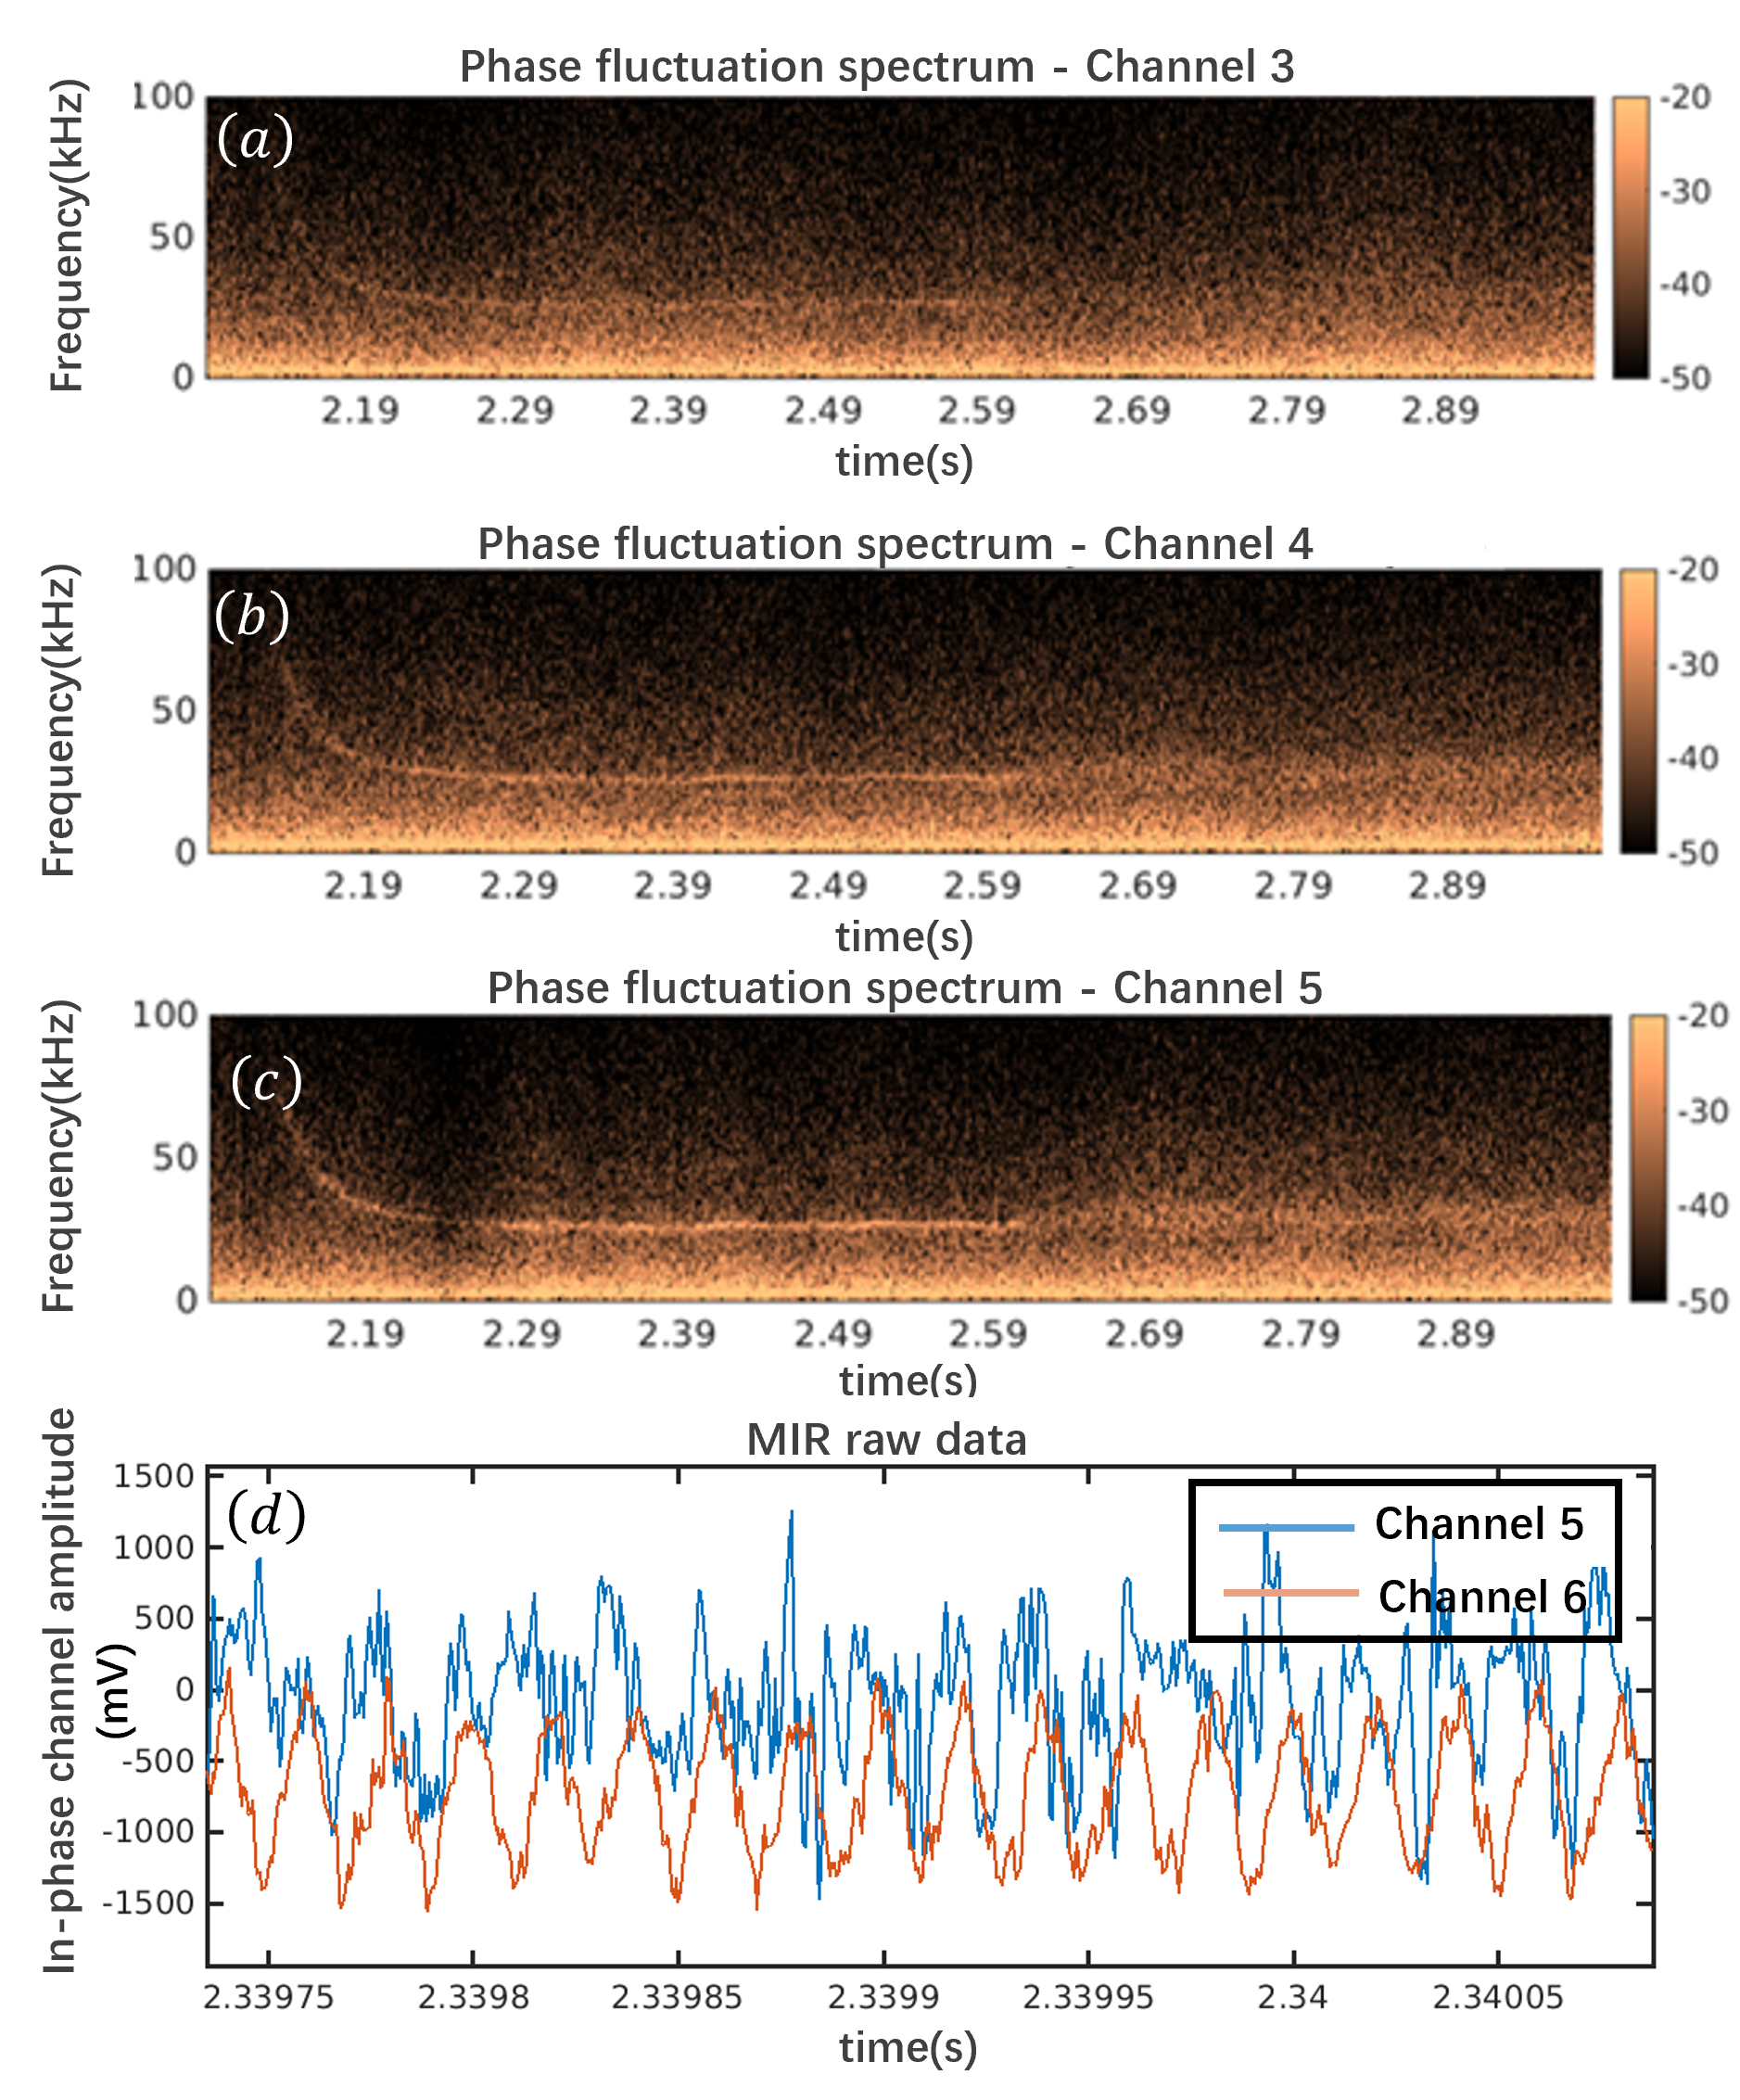 Phase fluctuation spectrum - Channel 3
Frequency(kHz)
(a)
100
50
0
-20
-30
-40
-50
2.19 2.29 2.39 2.49 2.59 2.69 2.79 2.89
time(s)
Phase fluctuation spectrum - Channel 4
Frequency(kHz)
(b)
100
50
0
-20
-30
-40
-50
2.19 2.29 2.39 2.49 2.59 2.69 2.79 2.89
time(s)
Phase fluctuation spectrum - Channel 5
Frequency(kHz)
(c)
100
50
0
-20
-30
-40
-50
2.19 2.29 2.39 2.49 2.59 2.69 2.79 2.89
time(s)
MIR raw data
In-phase channel amplitude
(mV)
(d)
1500
1000
500
0
-500
-1000
-1500
Channel 5
Channel 6
2.33975 2.3398 2.33985 2.3399 2.33995 2.34 2.34005
time(s)